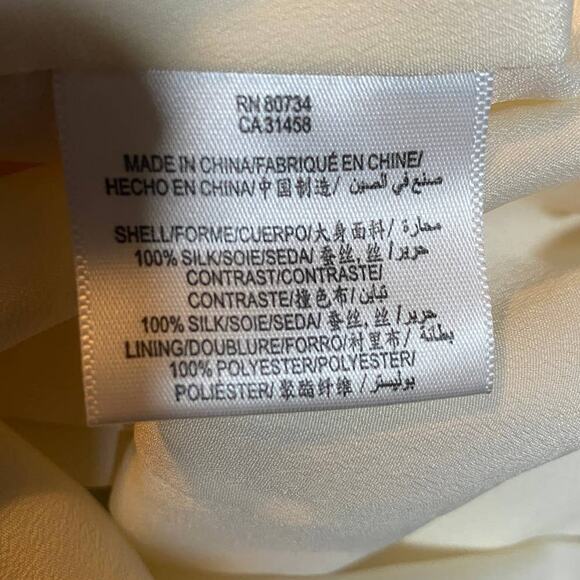 RN 80734
CA 31458
MADE IN CHINA/FABRIQUÉ EN CHINE/
HECHO EN CHINA/中国制造/ صنع في الصين
SHELL/FORME/CUERPO/大身面料/ محارة/
100% SILK/SOIE/SEDA/ 蚕丝, 丝 / حرير/
CONTRAST/CONTRASTE/
CONTRASTE/撞色布/ تباين/
100% SILK/SOIE/SEDA/ 蚕丝, 丝 / حرير/
LINING/DOUBLURE/FORRO/村里布/ بطانة/
100% POLYESTER/POLYESTER/
POLIÉSTER/ 聚酯纤维 / بوليستر/